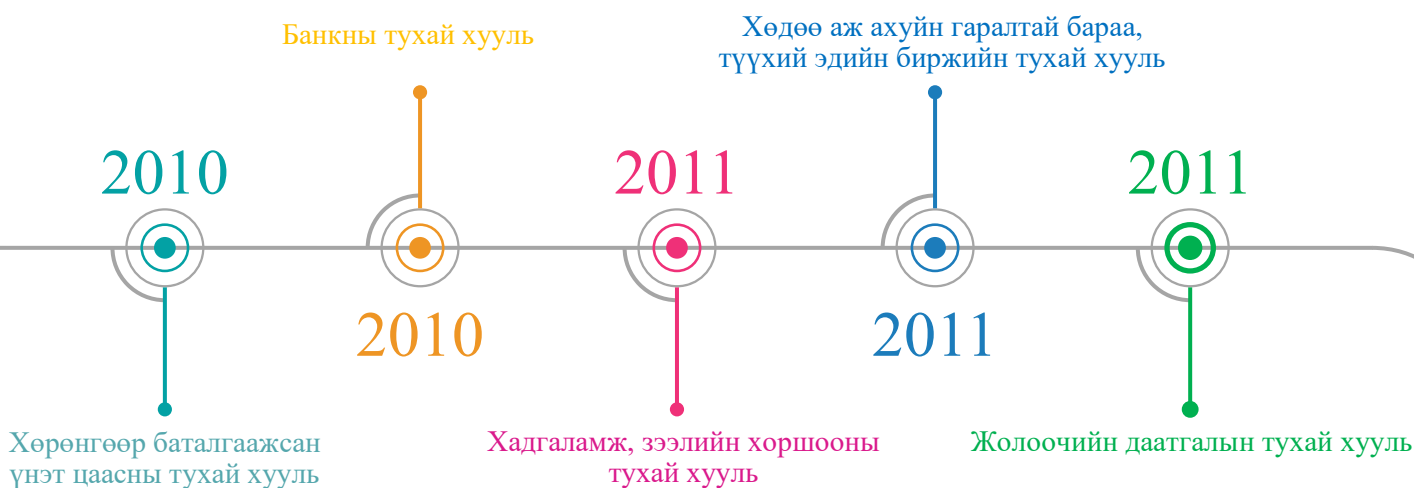 Банкны тухай хууль
Хөдөө аж ахуйн гаралтай бараа,
түүхий эдийн биржийн тухай хууль
2010
2011
2011
2010
2011
Хөрөнгөөр баталгаажсан
үнэт цаасны тухай хууль
Хадгаламж, зээлийн хоршооны
тухай хууль
Жолоочийн даатгалын тухай хууль